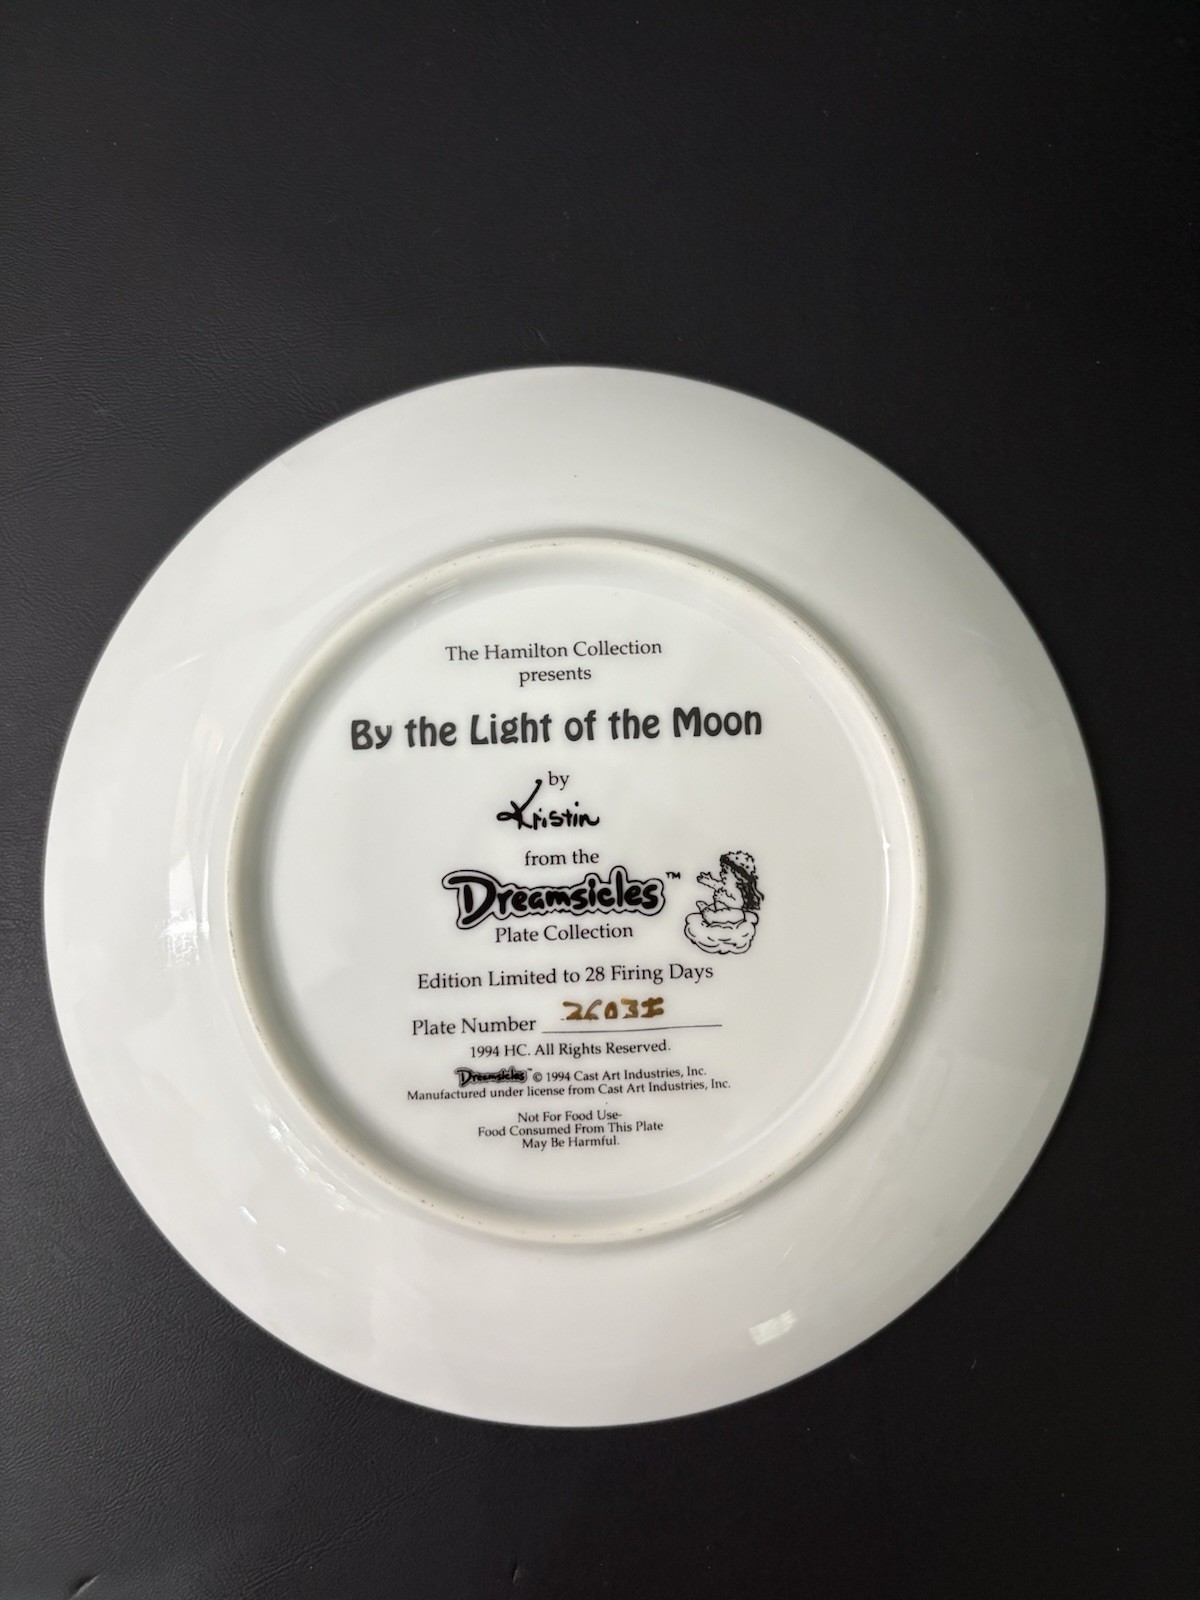 The Hamilton Collection
presents
By the Light of the Moon
by
Kristin
from the
Dreamsicles™
Plate Collection
Edition Limited to 28 Firing Days
Plate Number
1994 HC. All Rights Reserved.
Dreamsicles™ © 1994 Cast Art Industries, Inc.
Manufactured under license from Cast Art Industries, Inc.
Not For Food Use-
Food Consumed From This Plate
May Be Harmful.